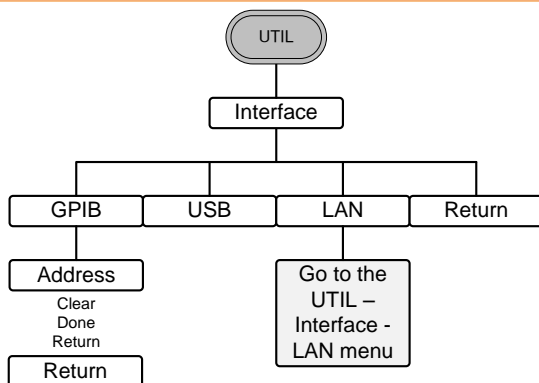 UTIL
Interface
GPIB
USB
LAN
Return
Address
Clear
Done
Return
Return
Go to the
UTIL –
Interface -
LAN menu